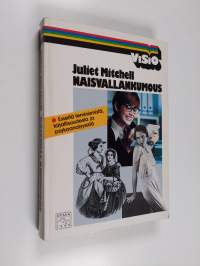 VISIO
Juliet Mitchell
NAISVALLANKUMOUS
Esseitä feminismistä,
kirjallisuudesta ja
psykoanalyysistä